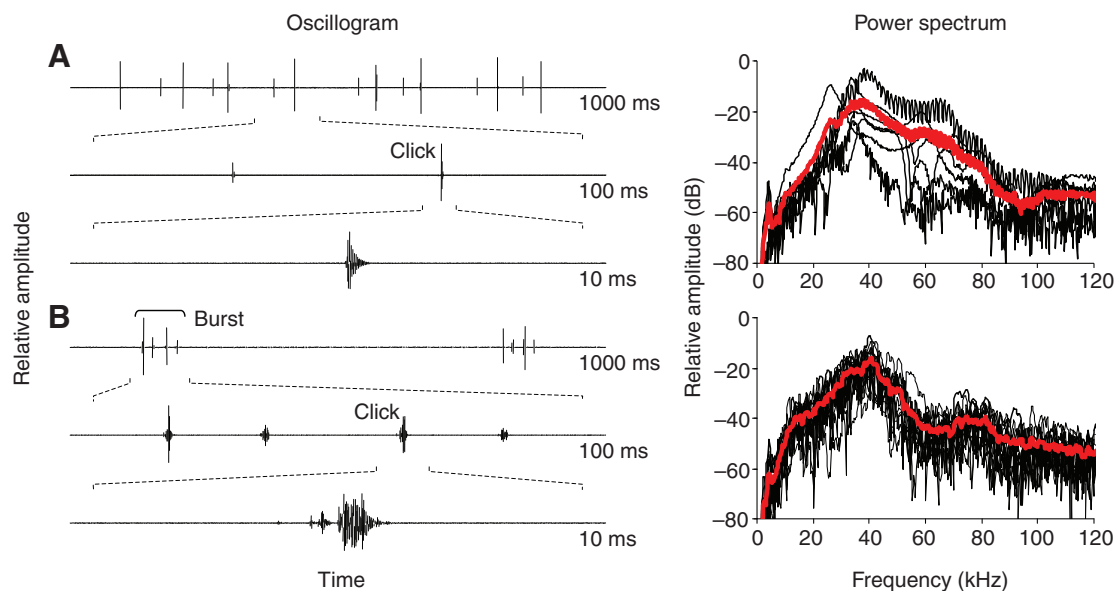 Oscillogram
Power spectrum
A
1000 ms
Click
100 ms
10 ms
B
Burst
1000 ms
Click
100 ms
10 ms
Relative amplitude
Time
0
–20
–40
–60
–80
0 20 40 60 80 100 120
Relative amplitude (dB)
0
–20
–40
–60
–80
0 20 40 60 80 100 120
Frequency (kHz)